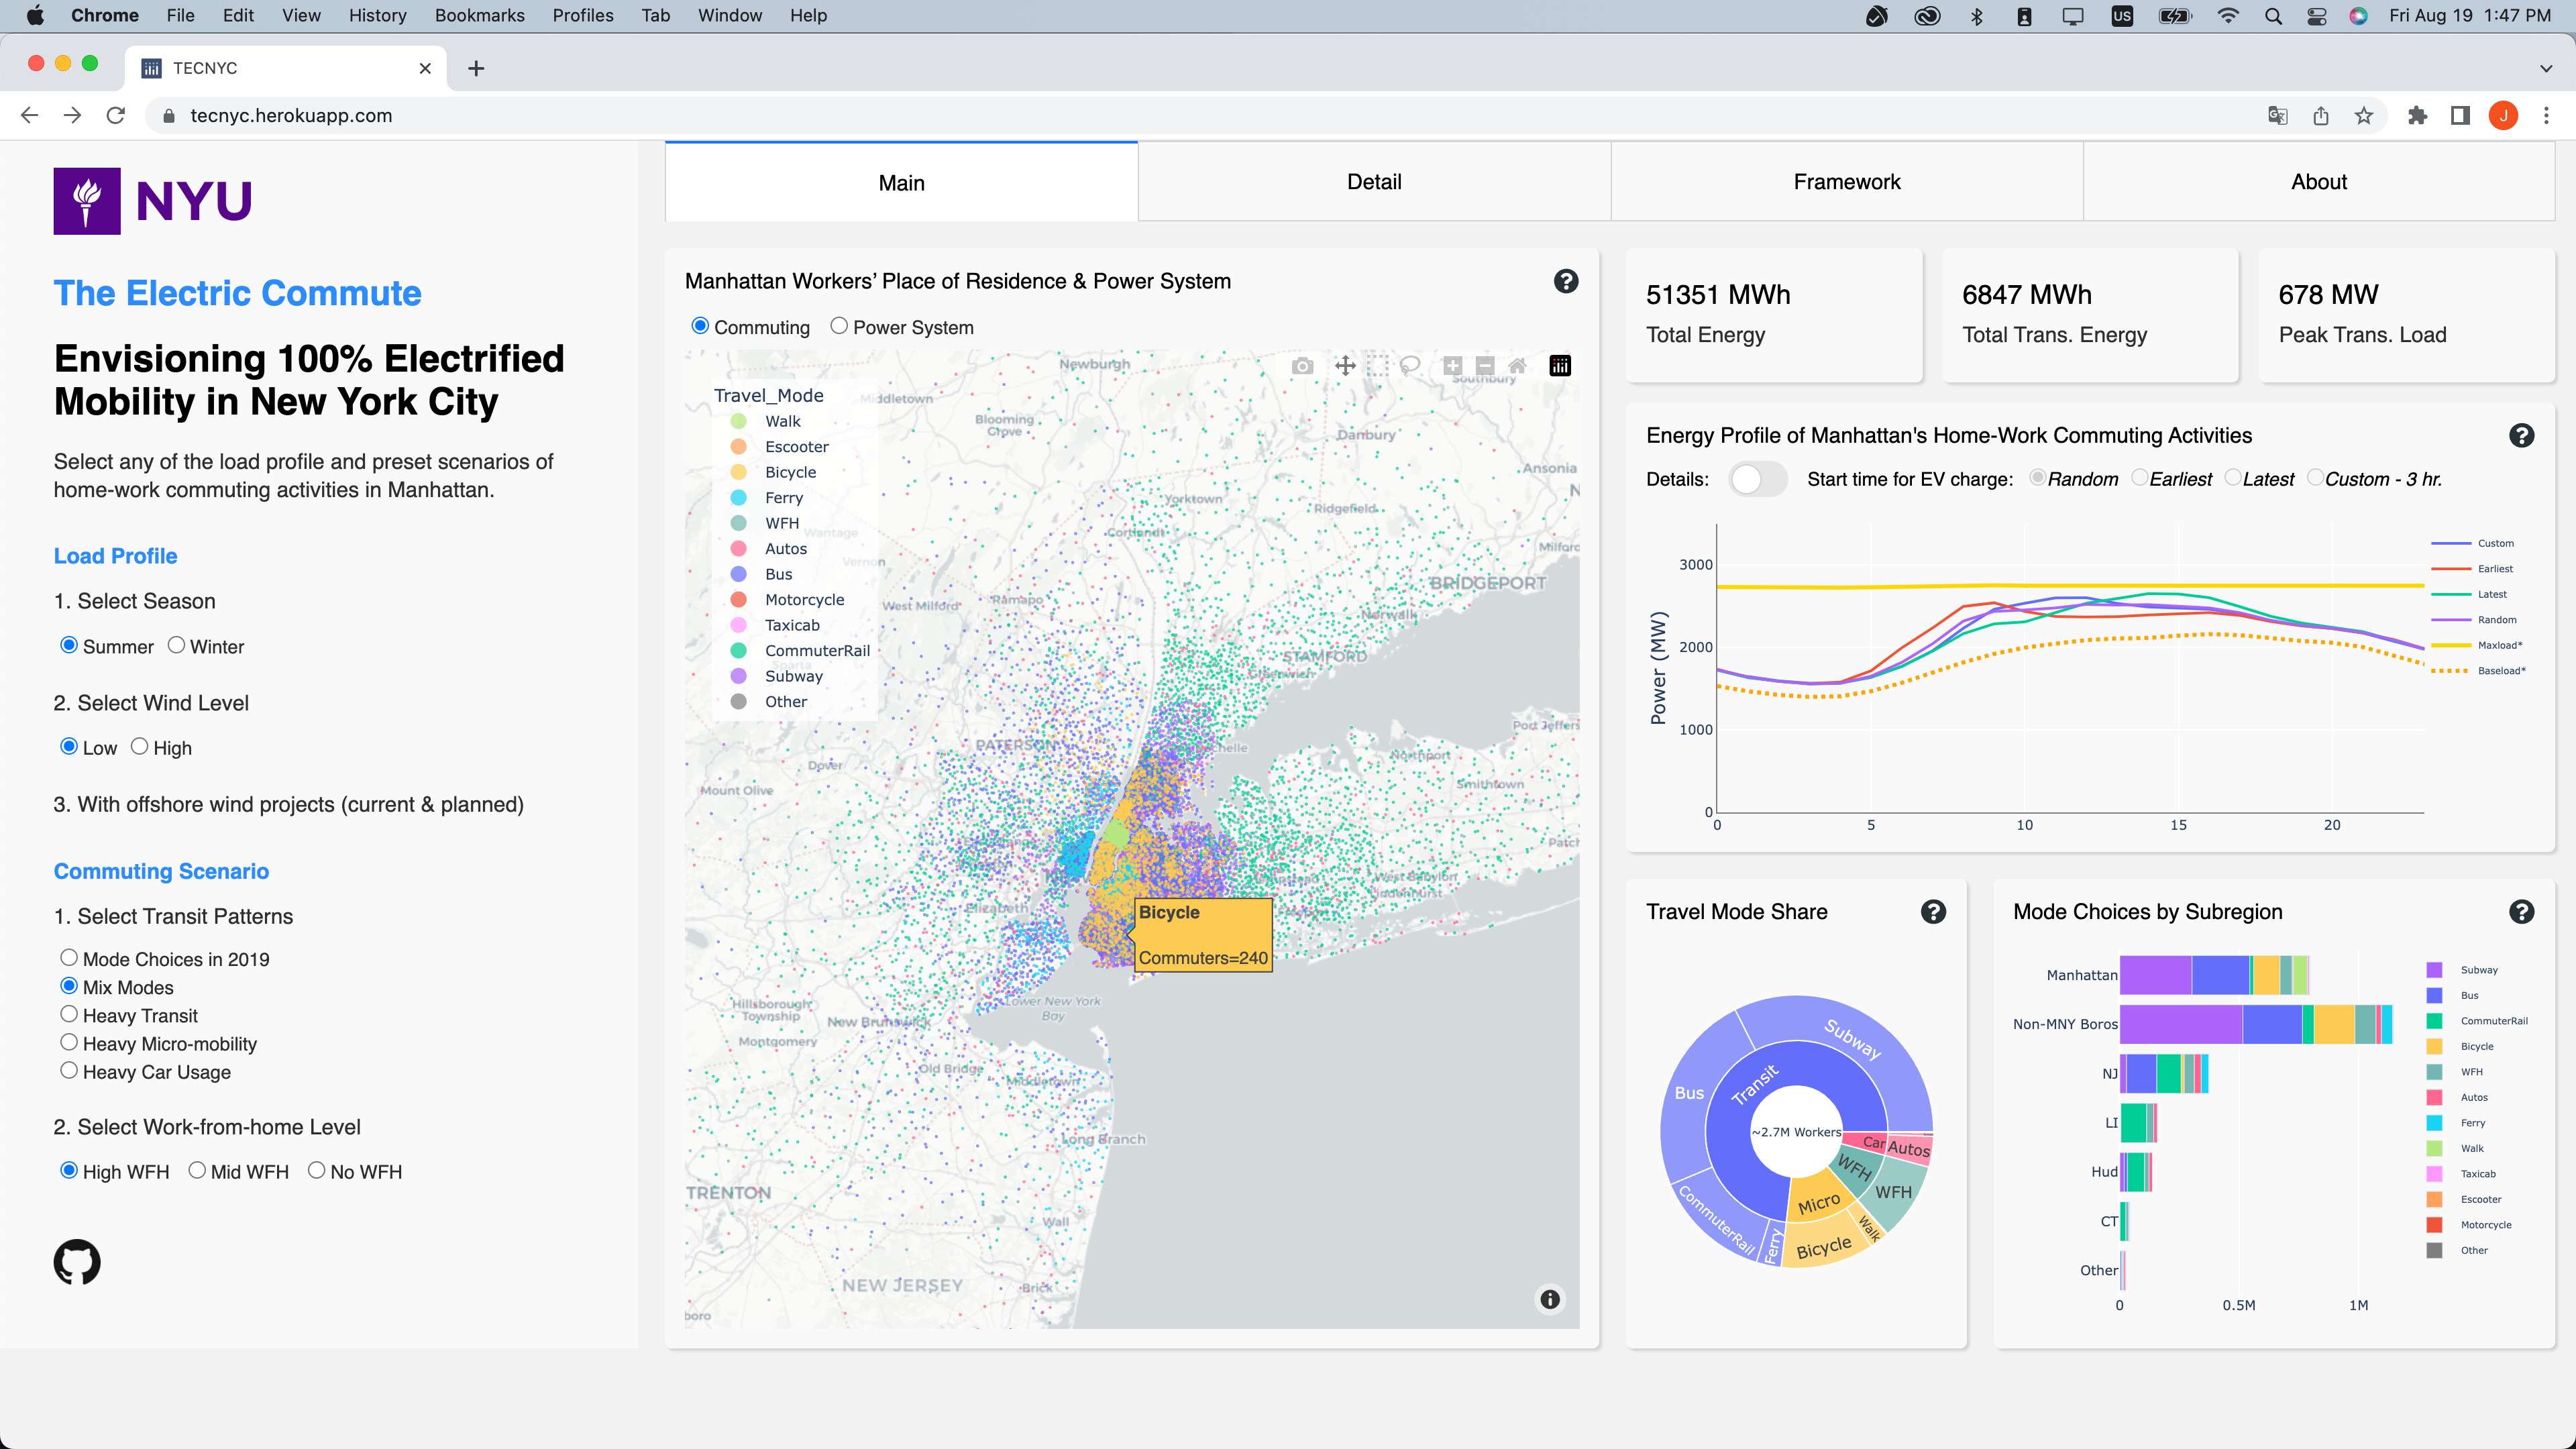 Chrome File Edit View History Bookmarks Profiles Tab Window Help
US
Fri Aug 19 1:47 PM
TECNYC
tecnyc.herokuapp.com
J
NYU
The Electric Commute
Envisioning 100% Electrified
Mobility in New York City
Select any of the load profile and preset scenarios of
home-work commuting activities in Manhattan.
Load Profile
1. Select Season
Summer Winter
2. Select Wind Level
Low High
3. With offshore wind projects (current & planned)
Commuting Scenario
1. Select Transit Patterns
Mode Choices in 2019
Mix Modes
Heavy Transit
Heavy Micro-mobility
Heavy Car Usage
2. Select Work-from-home Level
High WFH Mid WFH No WFH
Main
Detail
Framework
About
Manhattan Workers’ Place of Residence & Power System
?
Commuting Power System
Travel_Mode
Walk
Escooter
Bicycle
Ferry
WFH
Autos
Bus
Motorcycle
Taxicab
CommuterRail
Subway
Other
Newburgh
Middletown
Blooming
Grove
Southbury
Danbury
Ansonia
N
Yorktown
Ridgefield
Wantage
Cortlandt
Milford
Vernon
BRIDGEPORT
West Milford
Ramapo
Norwalk
Sparta
STAMFORD
Greenwich
PATERSON
Port Jeffers
Northport
Dover
Smithtown
Mount Olive
Patc
West Babylon
Lindenhurst
Elizabeth
Bicycle
Commuters=240
Lower New York
Bay
Hillsborough
Township
New Brunswick
Montgomery
Old Bridge
Middletown
Long Branch
TRENTON
Wall
NEW JERSEY
Brick
boro
51351 MWh
Total Energy
6847 MWh
Total Trans. Energy
678 MW
Peak Trans. Load
Energy Profile of Manhattan's Home-Work Commuting Activities
?
Details: Start time for EV charge: Random Earliest Latest Custom - 3 hr.
Power (MW)
3000
2000
1000
0
0 5 10 15 20
Custom
Earliest
Latest
Random
Maxload*
Baseload*
Travel Mode Share
?
Subway
Transit
Bus
~2.7M Workers
Car
Autos
WFH
WFH
Micro
Walk
Bicycle
Ferry
CommuterRail
Mode Choices by Subregion
?
Manhattan
Non-MNY Boros
NJ
LI
Hud
CT
Other
0 0.5M 1M
Subway
Bus
CommuterRail
Bicycle
WFH
Autos
Ferry
Walk
Taxicab
Escooter
Motorcycle
Other